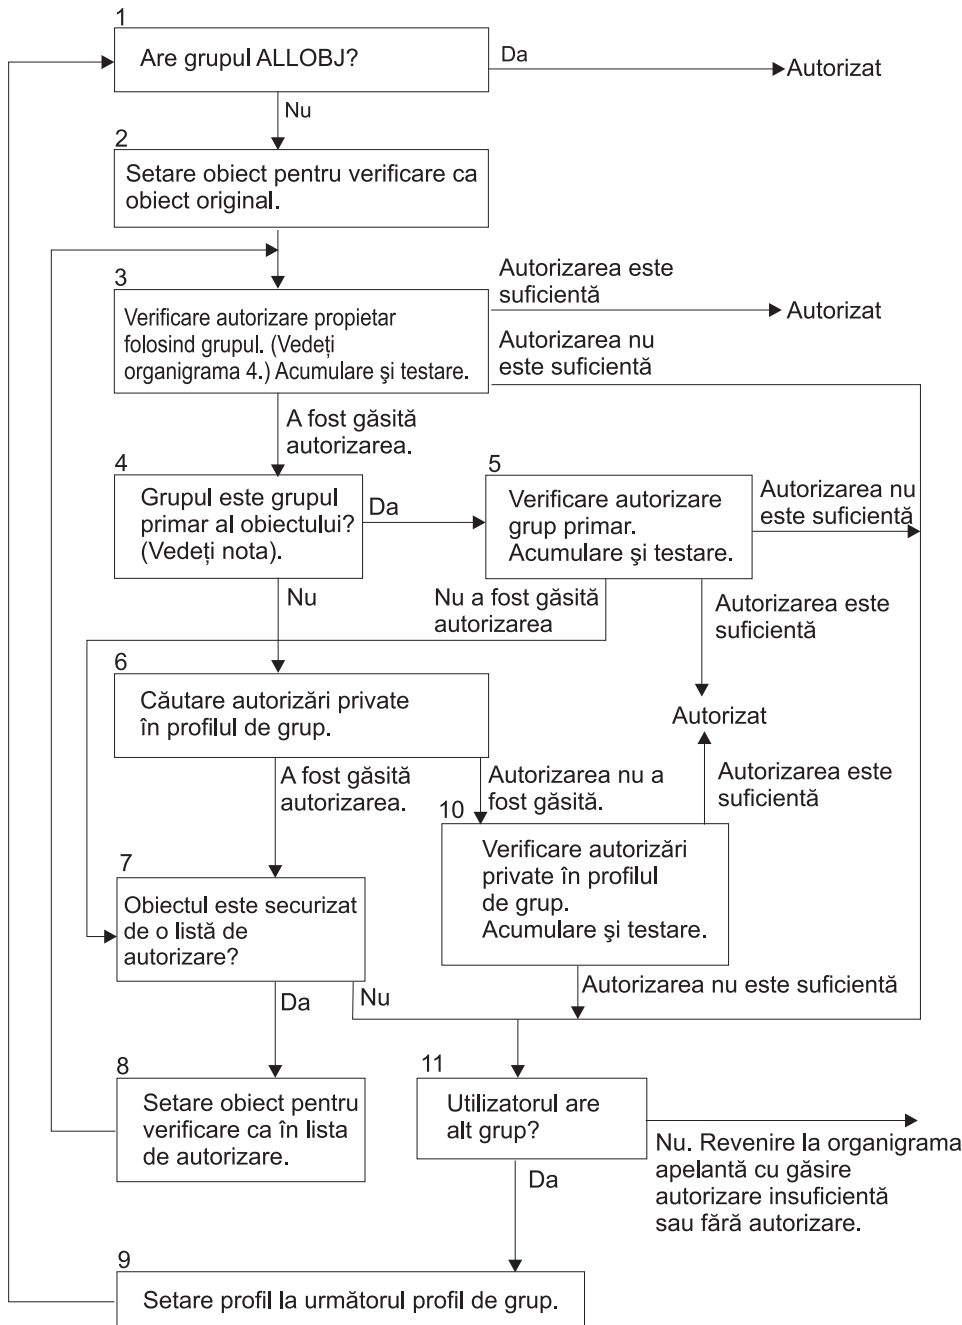 1
Are grupul ALLOBJ?
Da
Autorizat
Nu
2
Setare obiect pentru verificare ca
obiect original.
3
Verificare autorizare propietar
folosind grupul. (Vedeți
organigrama 4.) Acumulare şi testare.
Autorizarea este
suficientă
Autorizat
Autorizarea nu
este suficientă
A fost găsită
autorizarea.
4
Grupul este grupul
primar al obiectului?
(Vedeți nota).
Da
5
Verificare autorizare
grup primar.
Acumulare şi testare.
Autorizarea nu
este suficientă
Nu
Nu a fost găsită
autorizarea
Autorizarea este
suficientă
6
Căutare autorizări private
în profilul de grup.
Autorizat
A fost găsită
autorizarea.
Autorizarea nu a
fost găsită.
Autorizarea este
suficientă
10
Verificare autorizări
private în profilul
de grup.
Acumulare şi testare.
7
Obiectul este securizat
de o listă de
autorizare?
Autorizarea nu este suficientă
Da
Nu
8
Setare obiect pentru
verificare ca în lista
de autorizare.
11
Utilizatorul are
alt grup?
Nu. Revenire la organigrama
apelantă cu găsire
autorizare insuficientă
sau fără autorizare.
Da
9
Setare profil la următorul profil de grup.